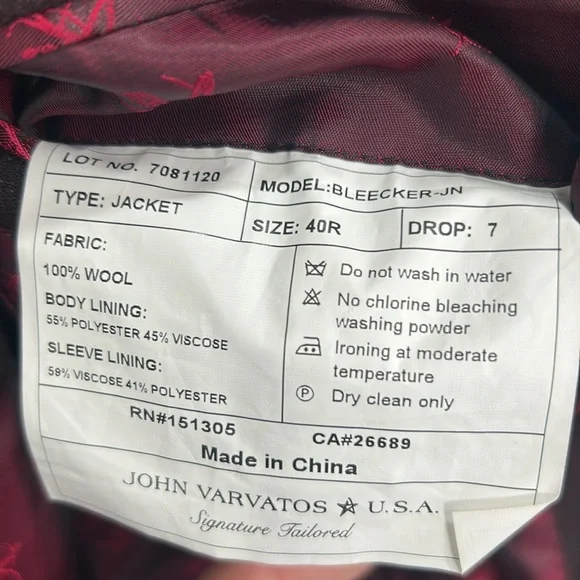 LOT NO. 7081120
MODEL:BLEECKER-JN
TYPE: JACKET
SIZE: 40R
DROP: 7
FABRIC:
100% WOOL
BODY LINING:
55% POLYESTER 45% VISCOSE
SLEEVE LINING:
59% VISCOSE 41% POLYESTER
Do not wash in water
No chlorine bleaching
washing powder
Ironing at moderate
temperature
P Dry clean only
RN#151305
CA#26689
Made in China
JOHN VARVATOS ☆ U.S.A.
Signature Tailored